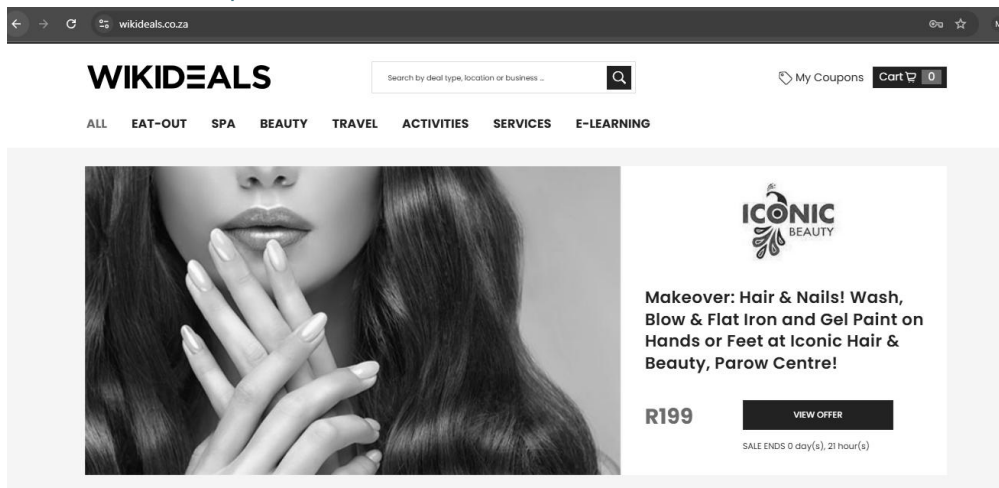 wikideals.co.za
WIKIDEALS
Search by deal type, location or business ...
My Coupons
Cart 0
ALL EAT-OUT SPA BEAUTY TRAVEL ACTIVITIES SERVICES E-LEARNING
the
ICONIC
BEAUTY
Makeover: Hair & Nails! Wash,
Blow & Flat Iron and Gel Paint on
Hands or Feet at Iconic Hair &
Beauty, Parow Centre!
R199
VIEW OFFER
SALE ENDS 0 day(s), 21 hour(s)